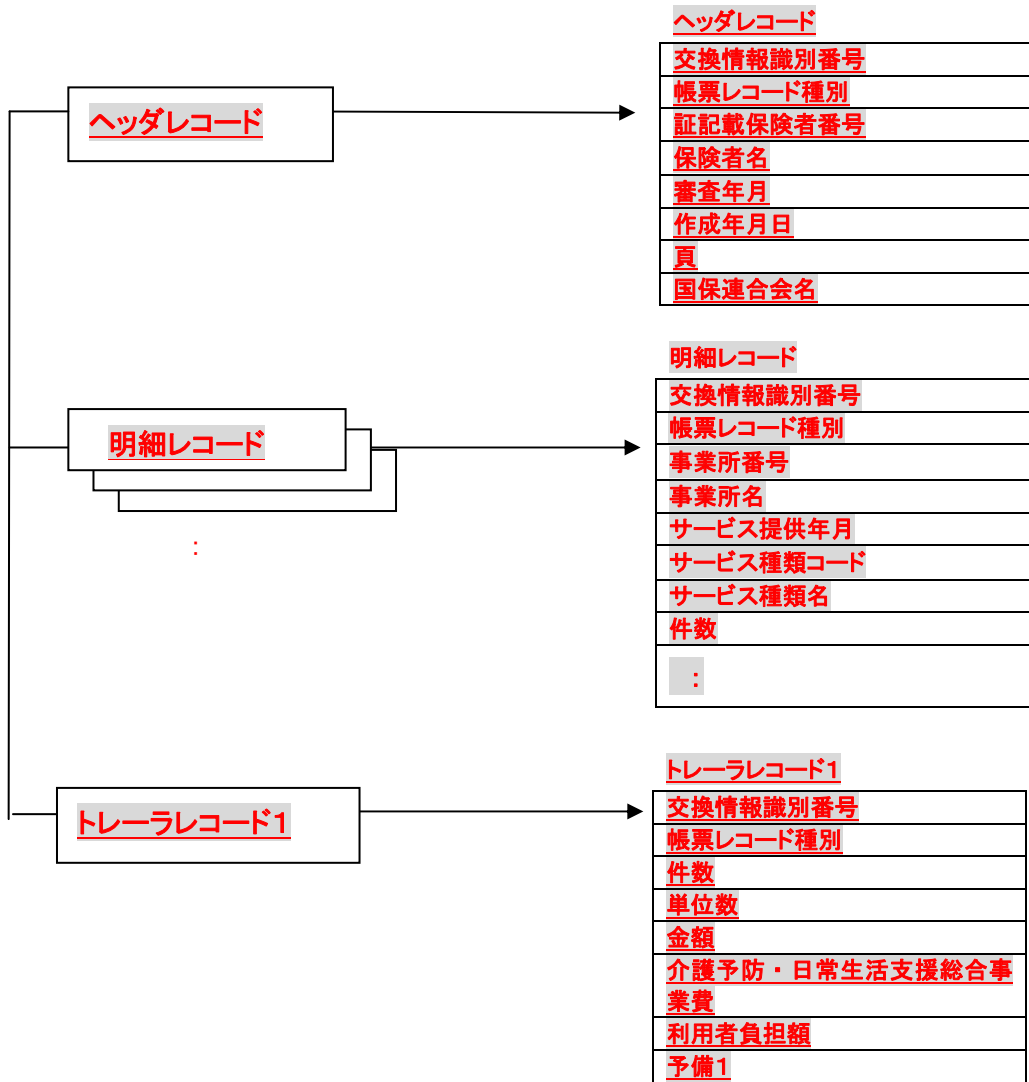 ヘッダレコード
ヘッダレコード
交換情報識別番号
帳票レコード種別
証記載保険者番号
保険者名
審査年月
作成年月日
頁
国保連合会名
明細レコード
明細レコード
：
交換情報識別番号
帳票レコード種別
事業所番号
事業所名
サービス提供年月
サービス種類コード
サービス種類名
件数
：
トレーラレコード１
トレーラレコード１
交換情報識別番号
帳票レコード種別
件数
単位数
金額
介護予防・日常生活支援総合事
業費
利用者負担額
予備１